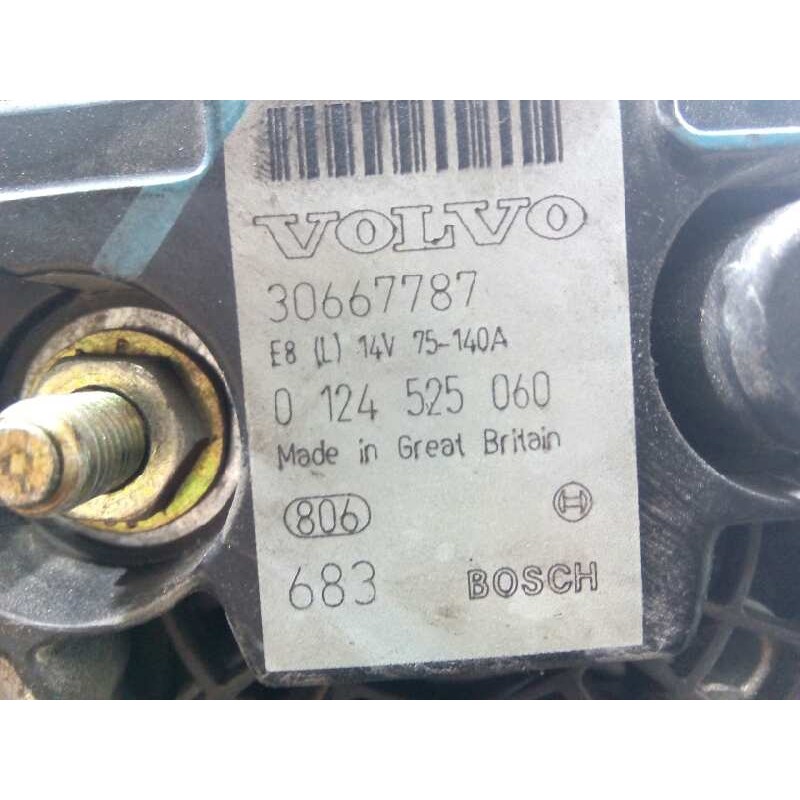 VOLVO
30667787
E8 (L) 14V 75-140A
0 124 525 060
Made in Great Britain
806
683 BOSCH